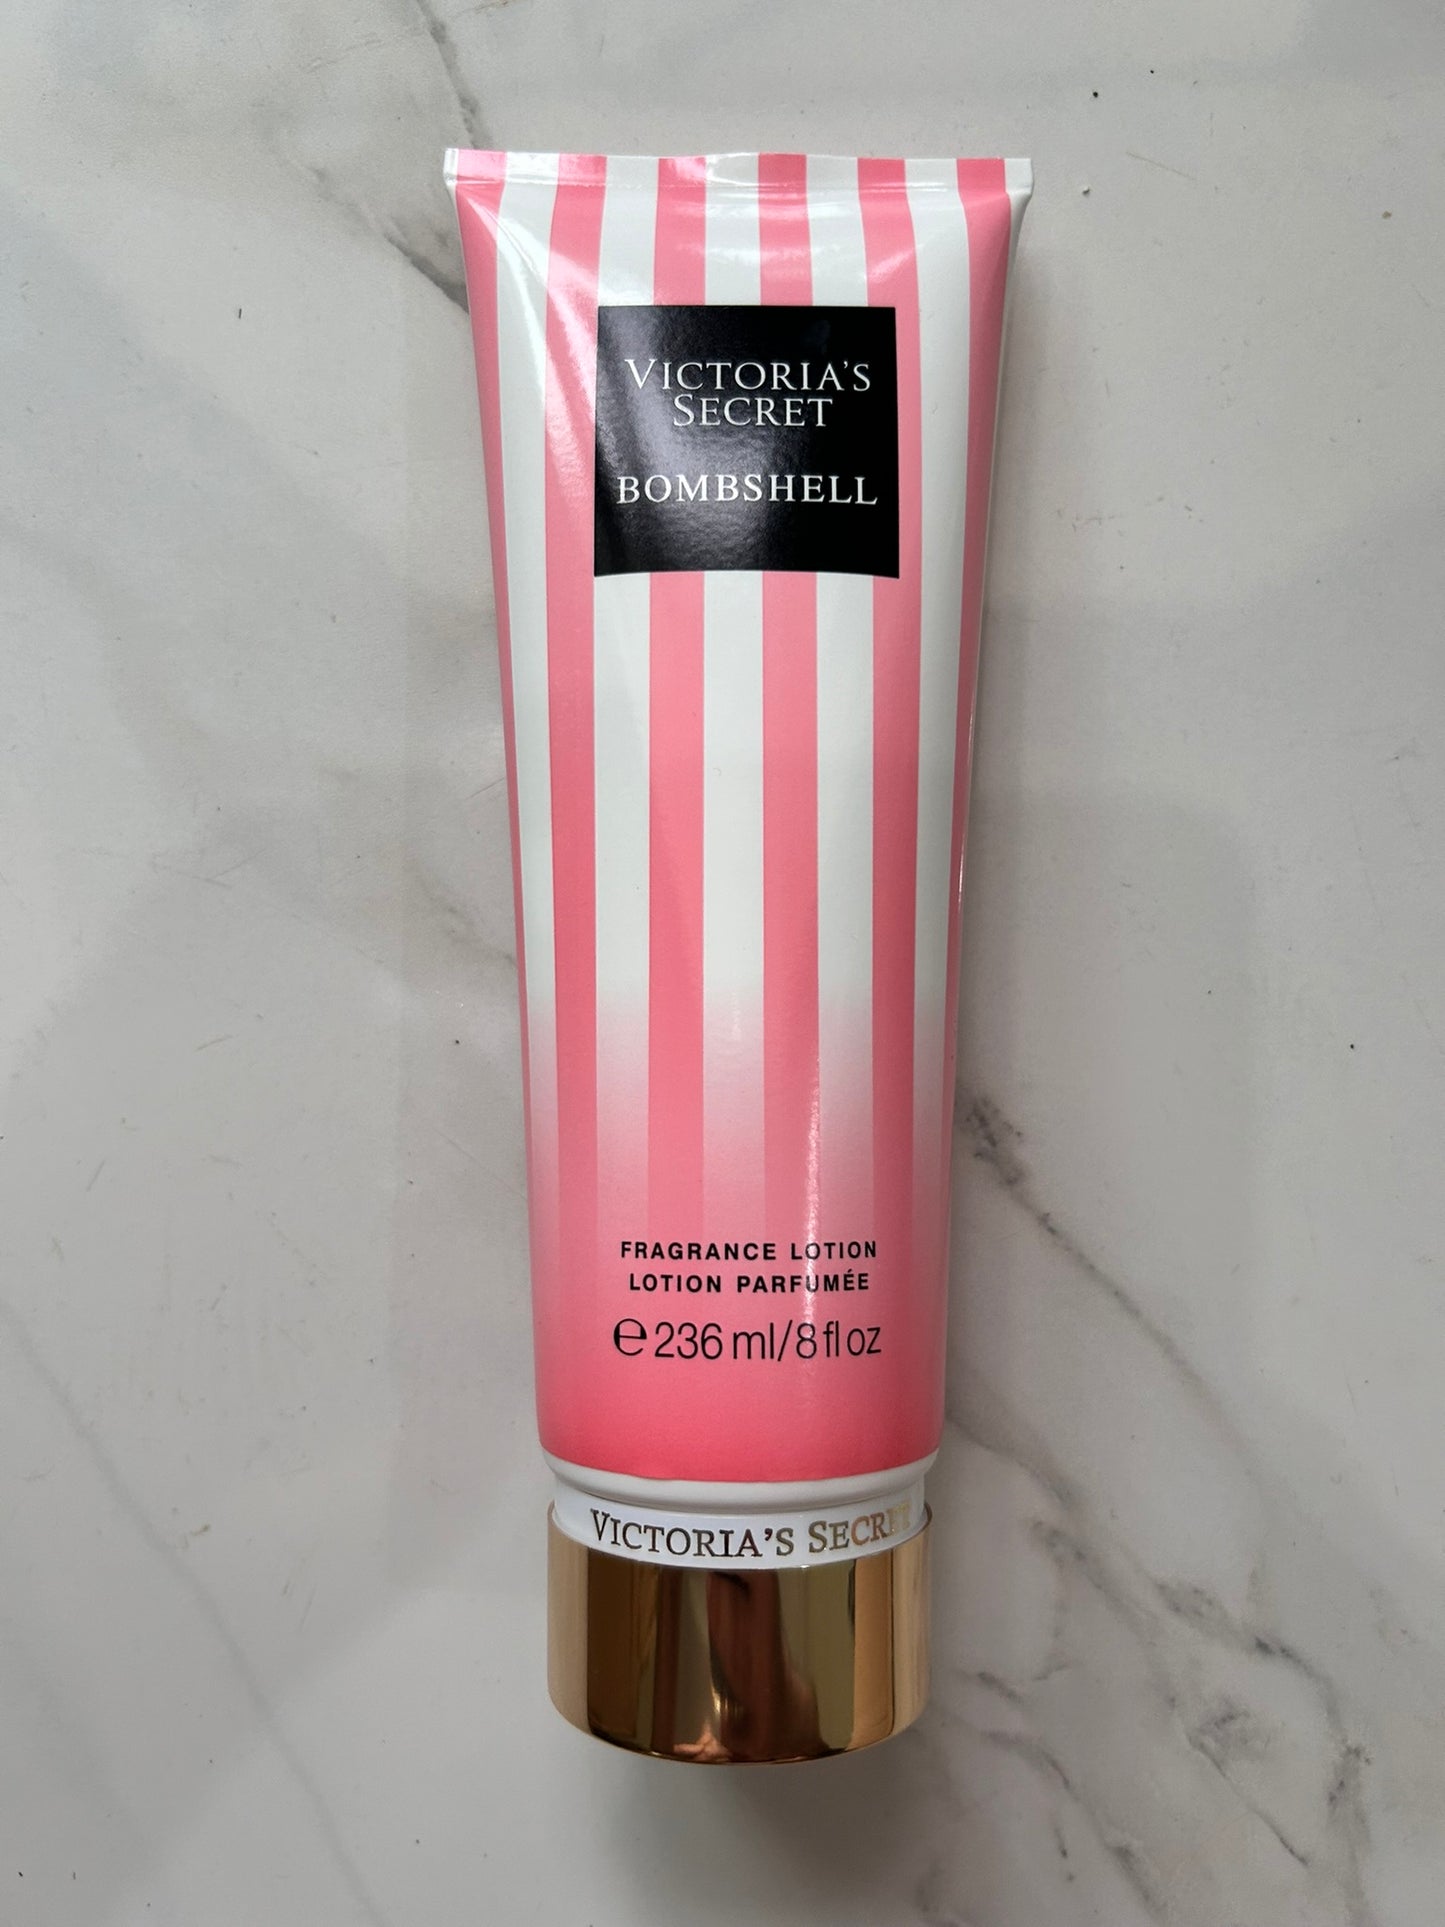 VICTORIA'S
SECRET
BOMBSHELL
FRAGRANCE LOTION
LOTION PARFUMÉE
℮ 236 ml/8 fl oz
VICTORIA'S SECRET